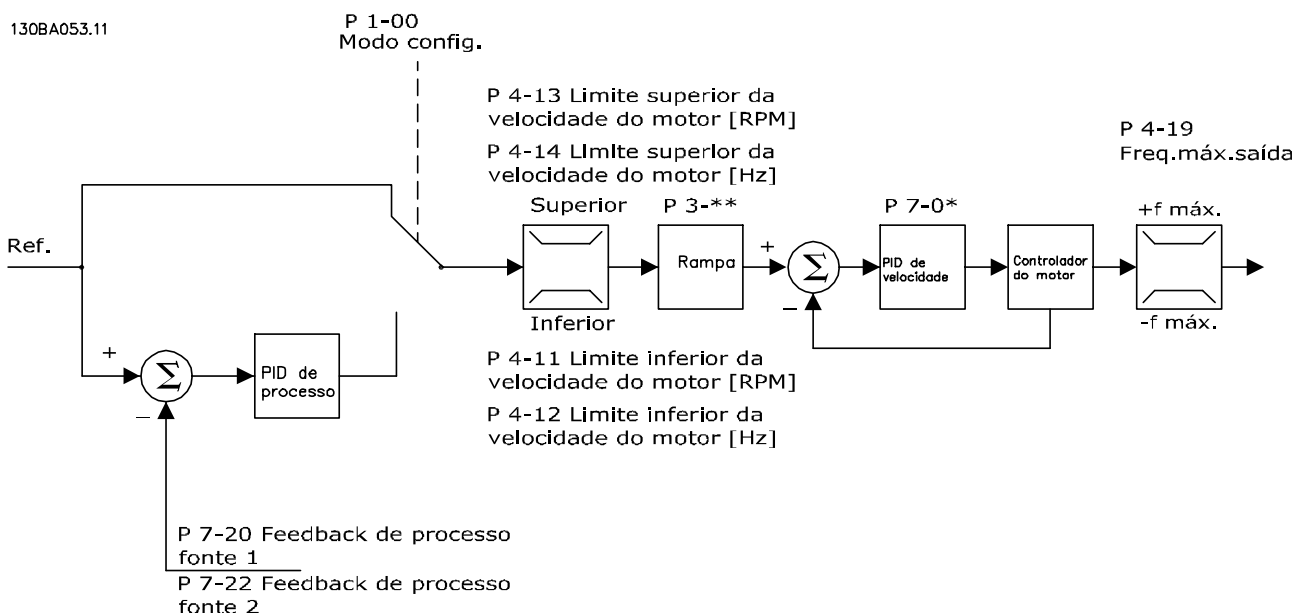 130BA053.11
P 1-00
Modo config.
P 4-13 Limite superior da
velocidade do motor [RPM]
P 4-14 Limite superior da
velocidade do motor [Hz]
P 4-19
Freq.máx.saída
Superior
P 3-**
P 7-0*
+f máx.
Ref.
+
Rampa
+
Σ
−
PID de
velocidade
Controlador
do motor
Inferior
-f máx.
+
Σ
−
PID de
processo
P 4-11 Limite inferior da
velocidade do motor [RPM]
P 4-12 Limite inferior da
velocidade do motor [Hz]
P 7-20 Feedback de processo
fonte 1
P 7-22 Feedback de processo
fonte 2